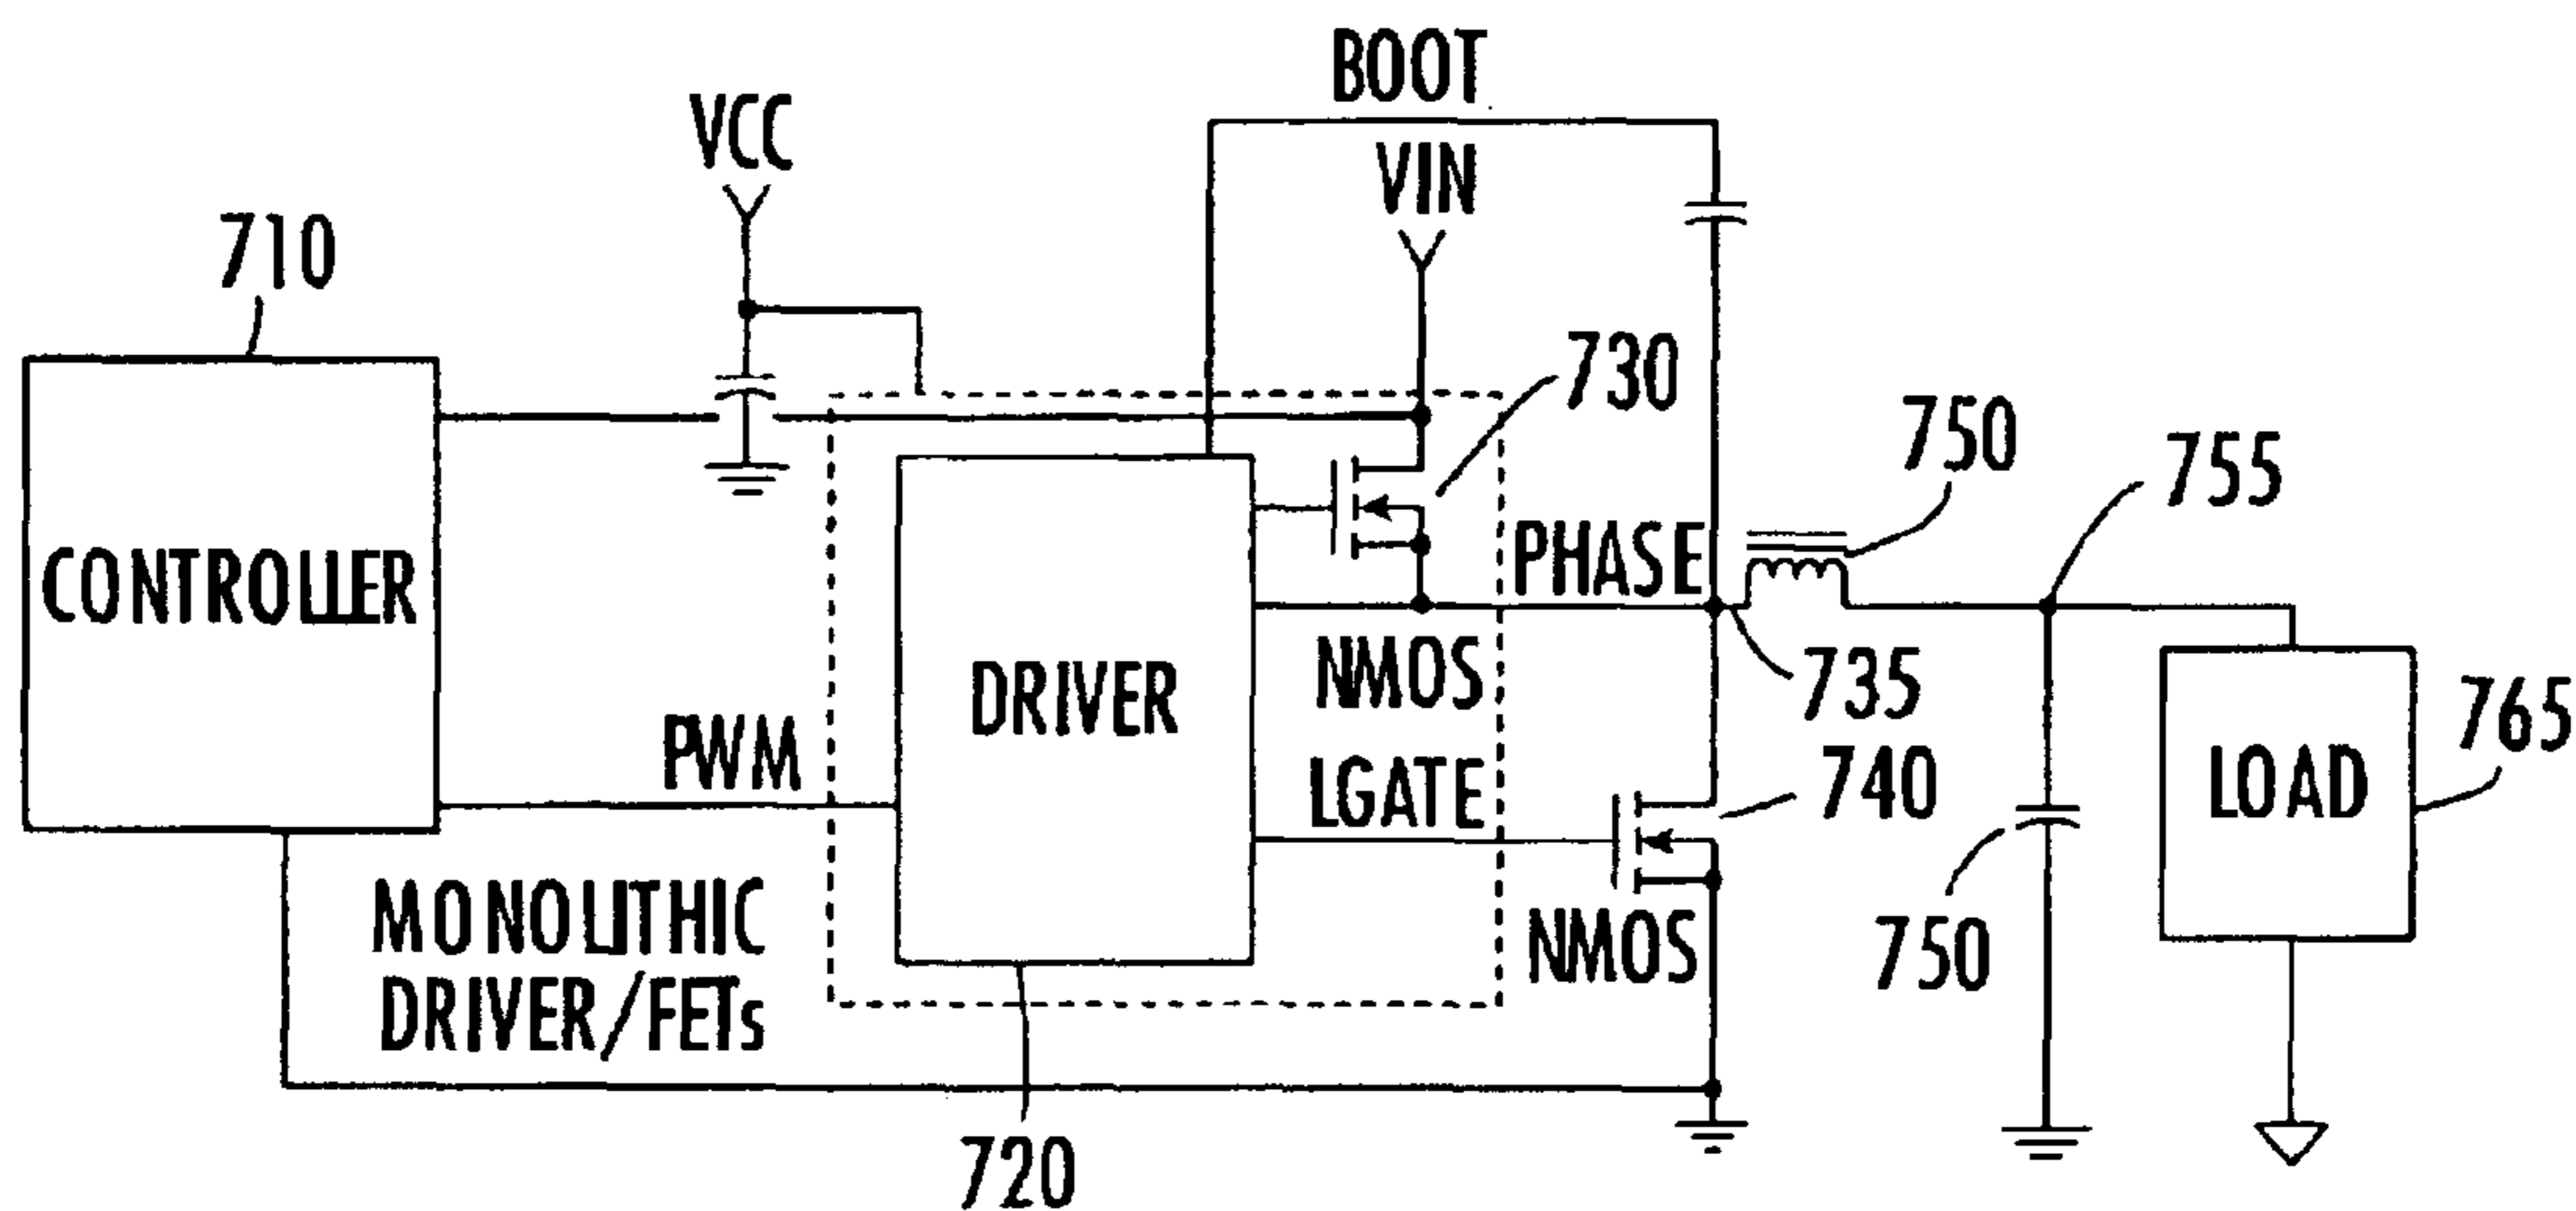 BOOT
VCC
VIN
710
730
750
755
CONTROLLER
PHASE
DRIVER
NMOS
735
765
PWM
LGATE
740
LOAD
MONOLITHIC
DRIVER/FETs
NMOS
750
720